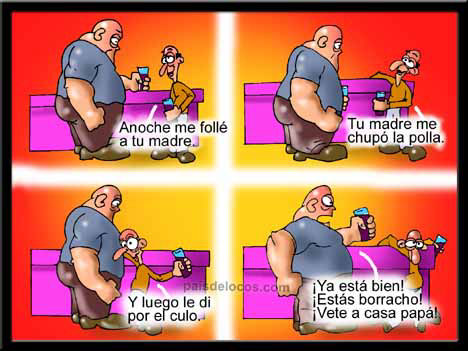 Anoche me follé
a tu madre.
Tu madre me
chupó la polla.
Y luego le di
por el culo.
¡Ya está bien!
¡Estás borracho!
¡Vete a casa papá!
paisdelocos.com